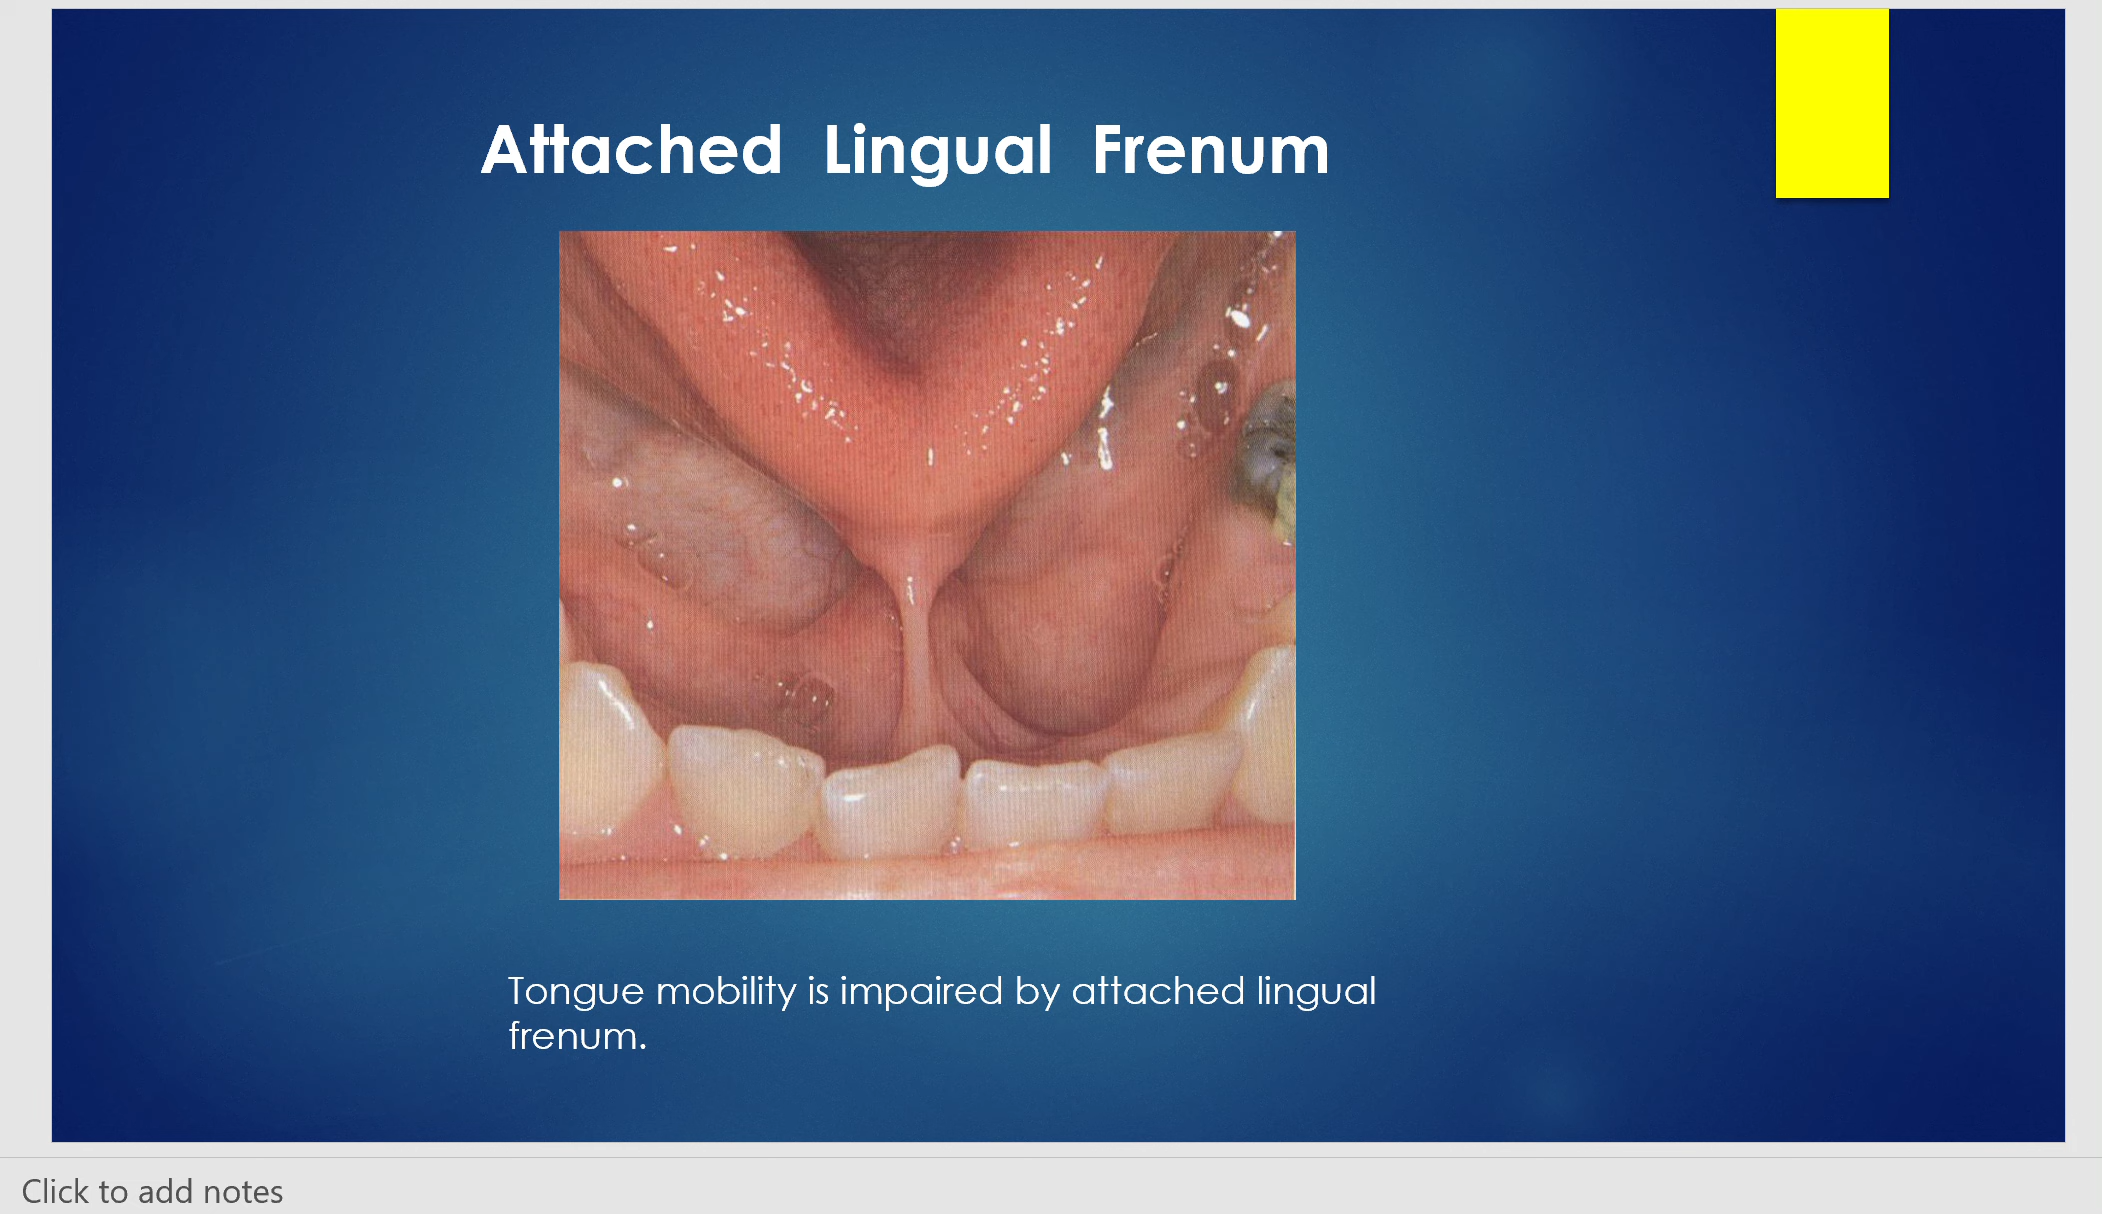 Attached Lingual Frenum
Tongue mobility is impaired by attached lingual
frenum.
Click to add notes